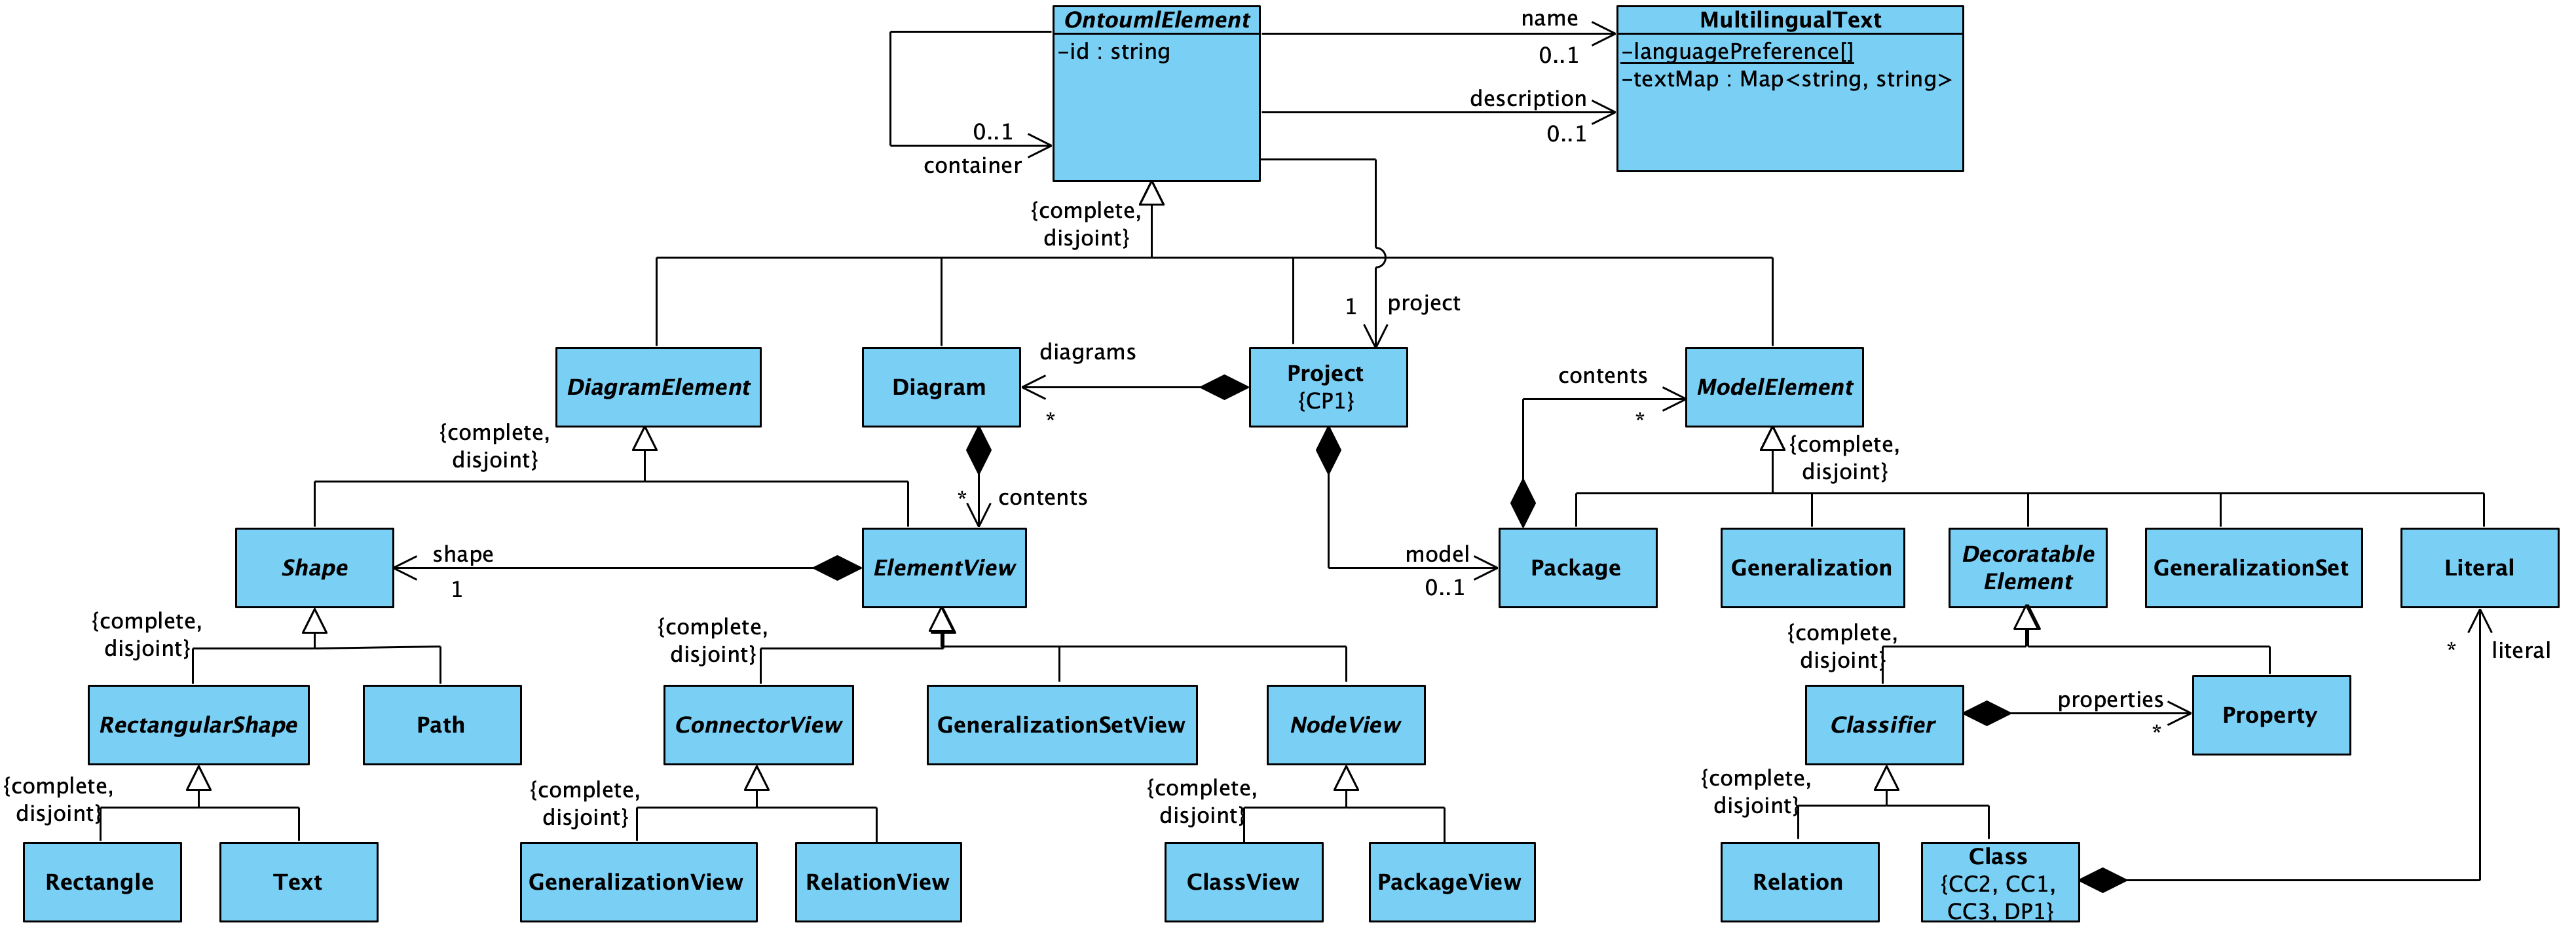 OntoumlElement
-id : string
name
0..1
MultilingualText
-languagePreference[]
-textMap : Map<string, string>
description
0..1
0..1
container
{complete,
disjoint}
1
project
DiagramElement
Diagram
diagrams
*
Project
{CP1}
contents
*
ModelElement
{complete,
disjoint}
*
contents
{complete,
disjoint}
Shape
shape
1
ElementView
model
0..1
Package
Generalization
Decoratable
Element
GeneralizationSet
Literal
{complete,
disjoint}
{complete,
disjoint}
{complete,
disjoint}
*
literal
RectangularShape
Path
ConnectorView
GeneralizationSetView
NodeView
Classifier
properties
*
Property
{complete,
disjoint}
{complete,
disjoint}
{complete,
disjoint}
{complete,
disjoint}
Rectangle
Text
GeneralizationView
RelationView
ClassView
PackageView
Relation
Class
{CC2, CC1,
CC3, DP1}